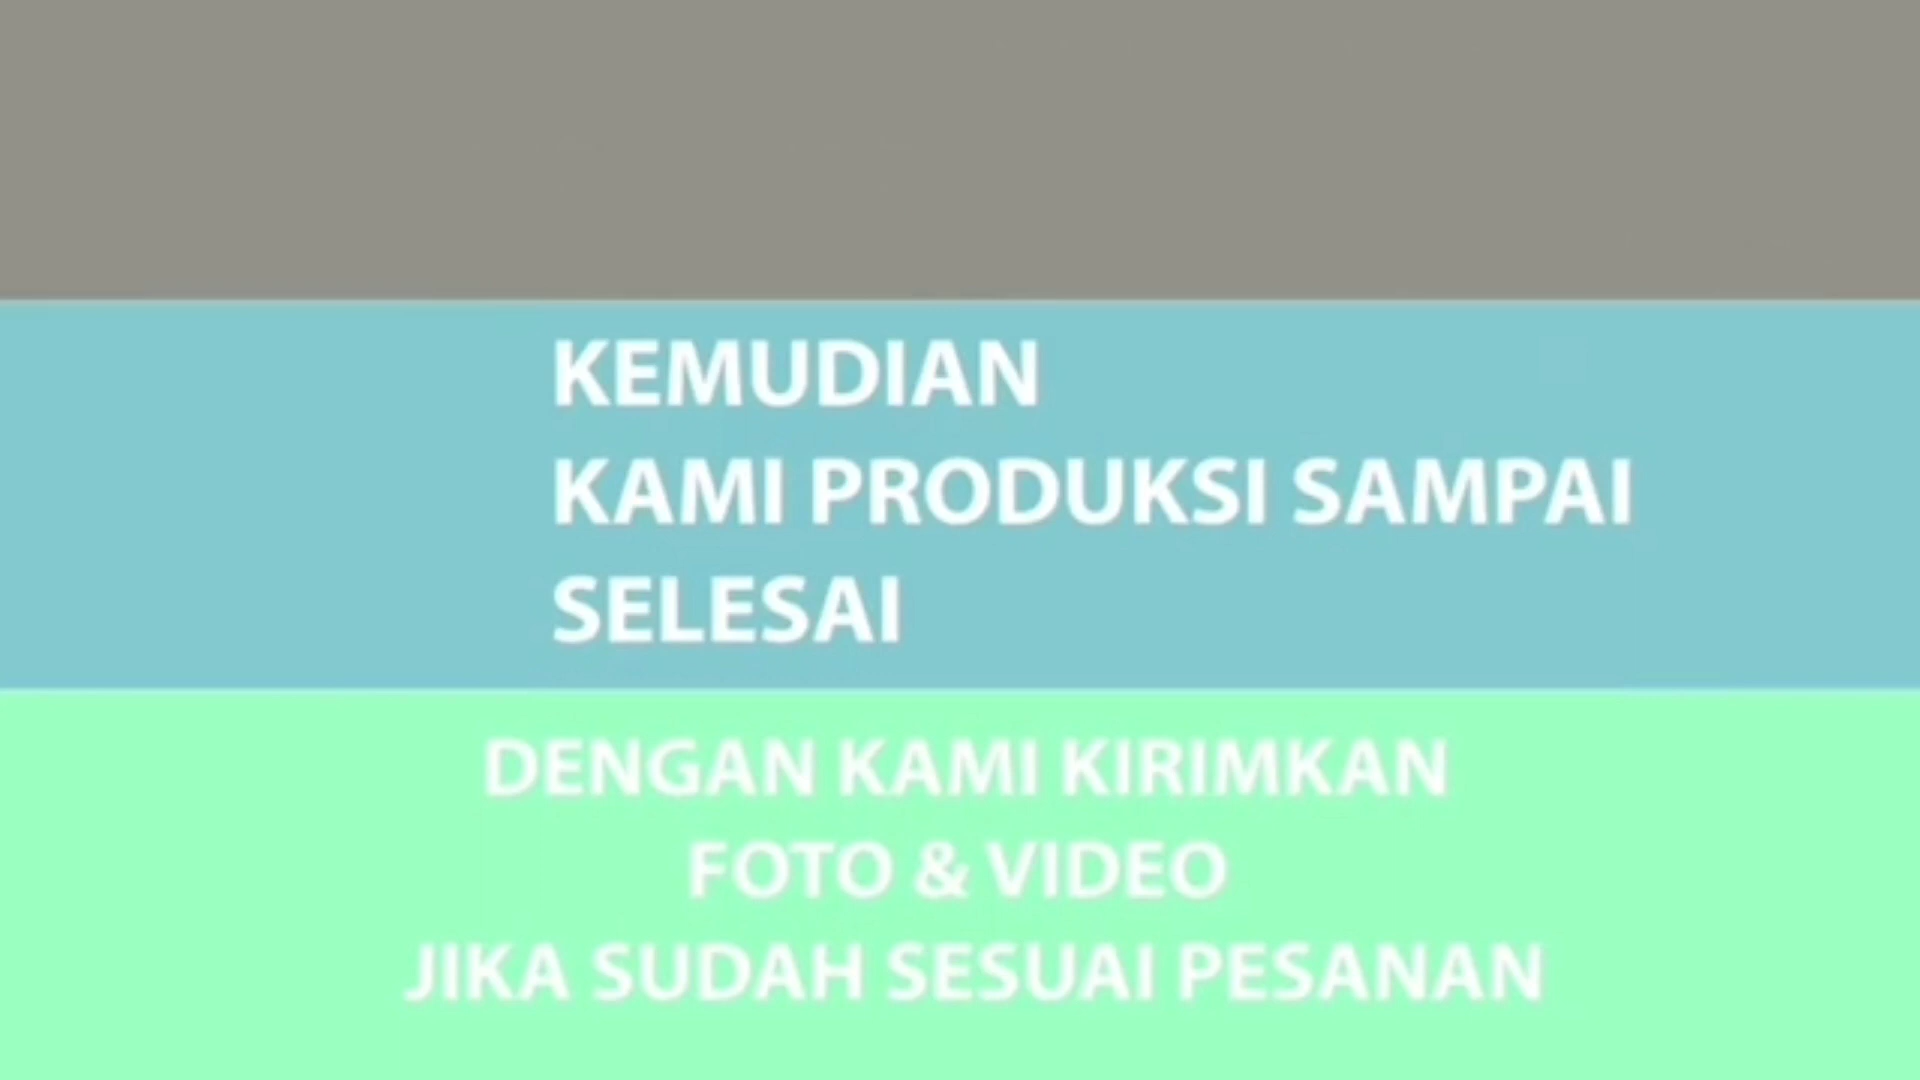 KEMUDIAN
KAMI PRODUKSI SAMPAI
SELESAI
DENGAN KAMI KIRIMKAN
FOTO & VIDEO
JIKA SUDAH SESUAI PESANAN